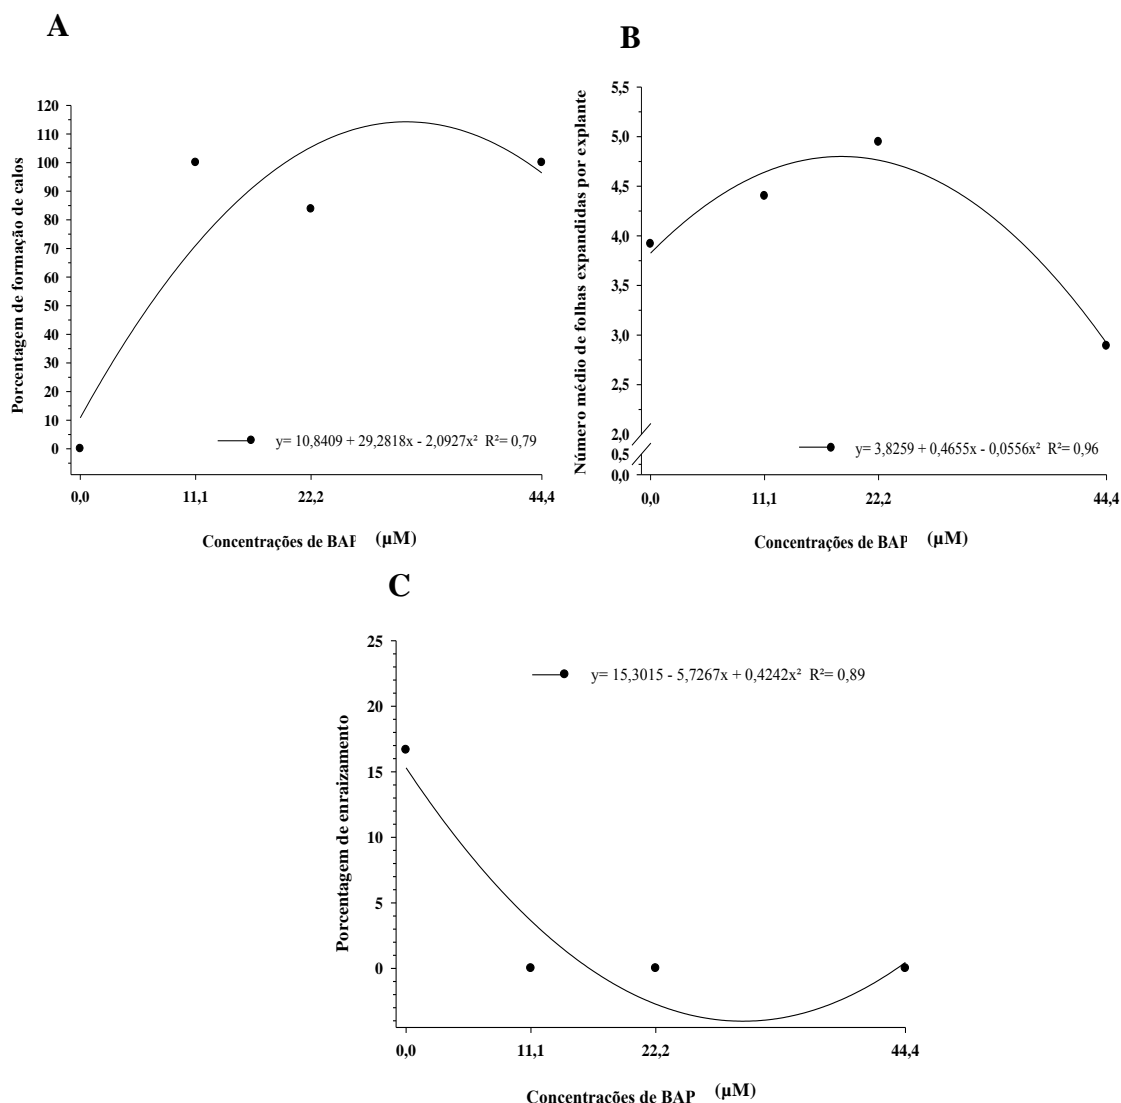 A
Porcentagem de formação de calos
120
110
100
90
80
70
60
50
40
30
20
10
0
y= 10,8409 + 29,2818x - 2,0927x² R²= 0,79
0,0 11,1 22,2 44,4
Concentrações de BAP (µM)
B
Número médio de folhas expandidas por explante
5,5
5,0
4,5
4,0
3,5
3,0
2,5
2,0
0,5
0,0
y= 3,8259 + 0,4655x - 0,0556x² R²= 0,96
0,0 11,1 22,2 44,4
Concentrações de BAP (µM)
C
Porcentagem de enraizamento
25
20
15
10
5
0
y= 15,3015 - 5,7267x + 0,4242x² R²= 0,89
0,0 11,1 22,2 44,4
Concentrações de BAP (µM)